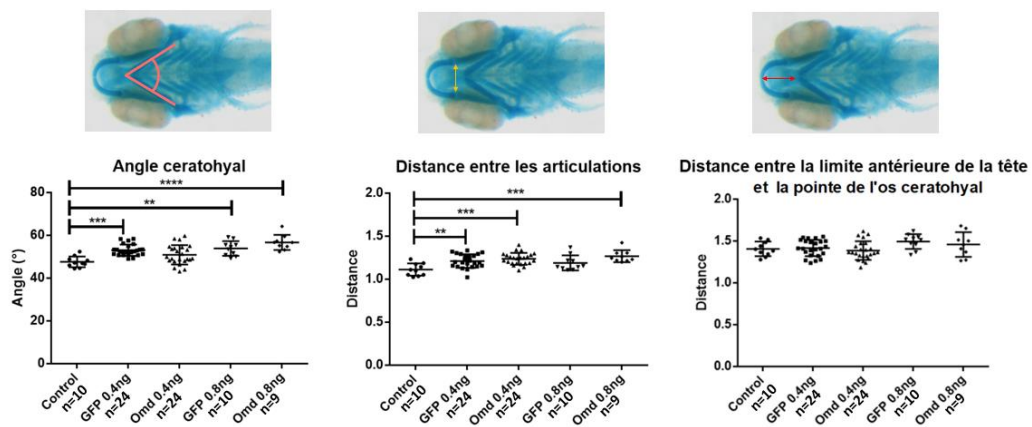 Angle ceratohyal
****
**
***
80
60
40
20
0
Angle (°)
Control
n=10
GFP 0.4ng
n=24
Omd 0.4ng
n=24
GFP 0.8ng
n=10
Omd 0.8ng
n=9
Distance entre les articulations
***
***
**
2.0
1.5
1.0
0.5
0.0
Distance
Control
n=10
GFP 0.4ng
n=24
Omd 0.4ng
n=24
GFP 0.8ng
n=10
Omd 0.8ng
n=9
Distance entre la limite antérieure de la tête
et la pointe de l'os ceratohyal
2.0
1.5
1.0
0.5
0.0
Distance
Control
n=10
GFP 0.4ng
n=24
Omd 0.4ng
n=24
GFP 0.8ng
n=10
Omd 0.8ng
n=9